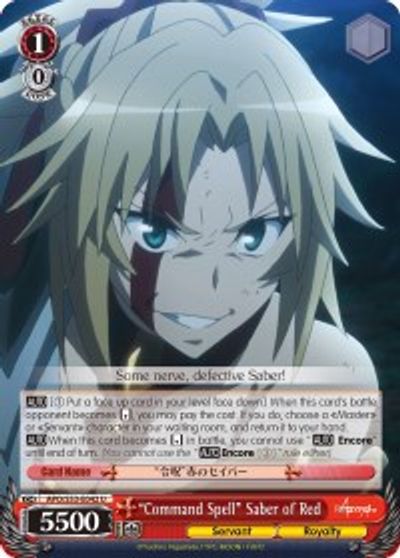 1
0
Some nerve, defective Saber!
AUTO [① Put a face up card in your level face down] When this card's battle
opponent becomes [ ], you may pay the cost. If you do, choose a «Master»
or «Servant» character in your waiting room, and return it to your hand.
AUTO When this card becomes [ ] in battle, you cannot use "AUTO Encore"
until end of turn. (You cannot use Encore [③] rule either)
Card Name
"令呪" 赤のセイバー
5500
"Command Spell" Saber of Red
Servant
Royalty